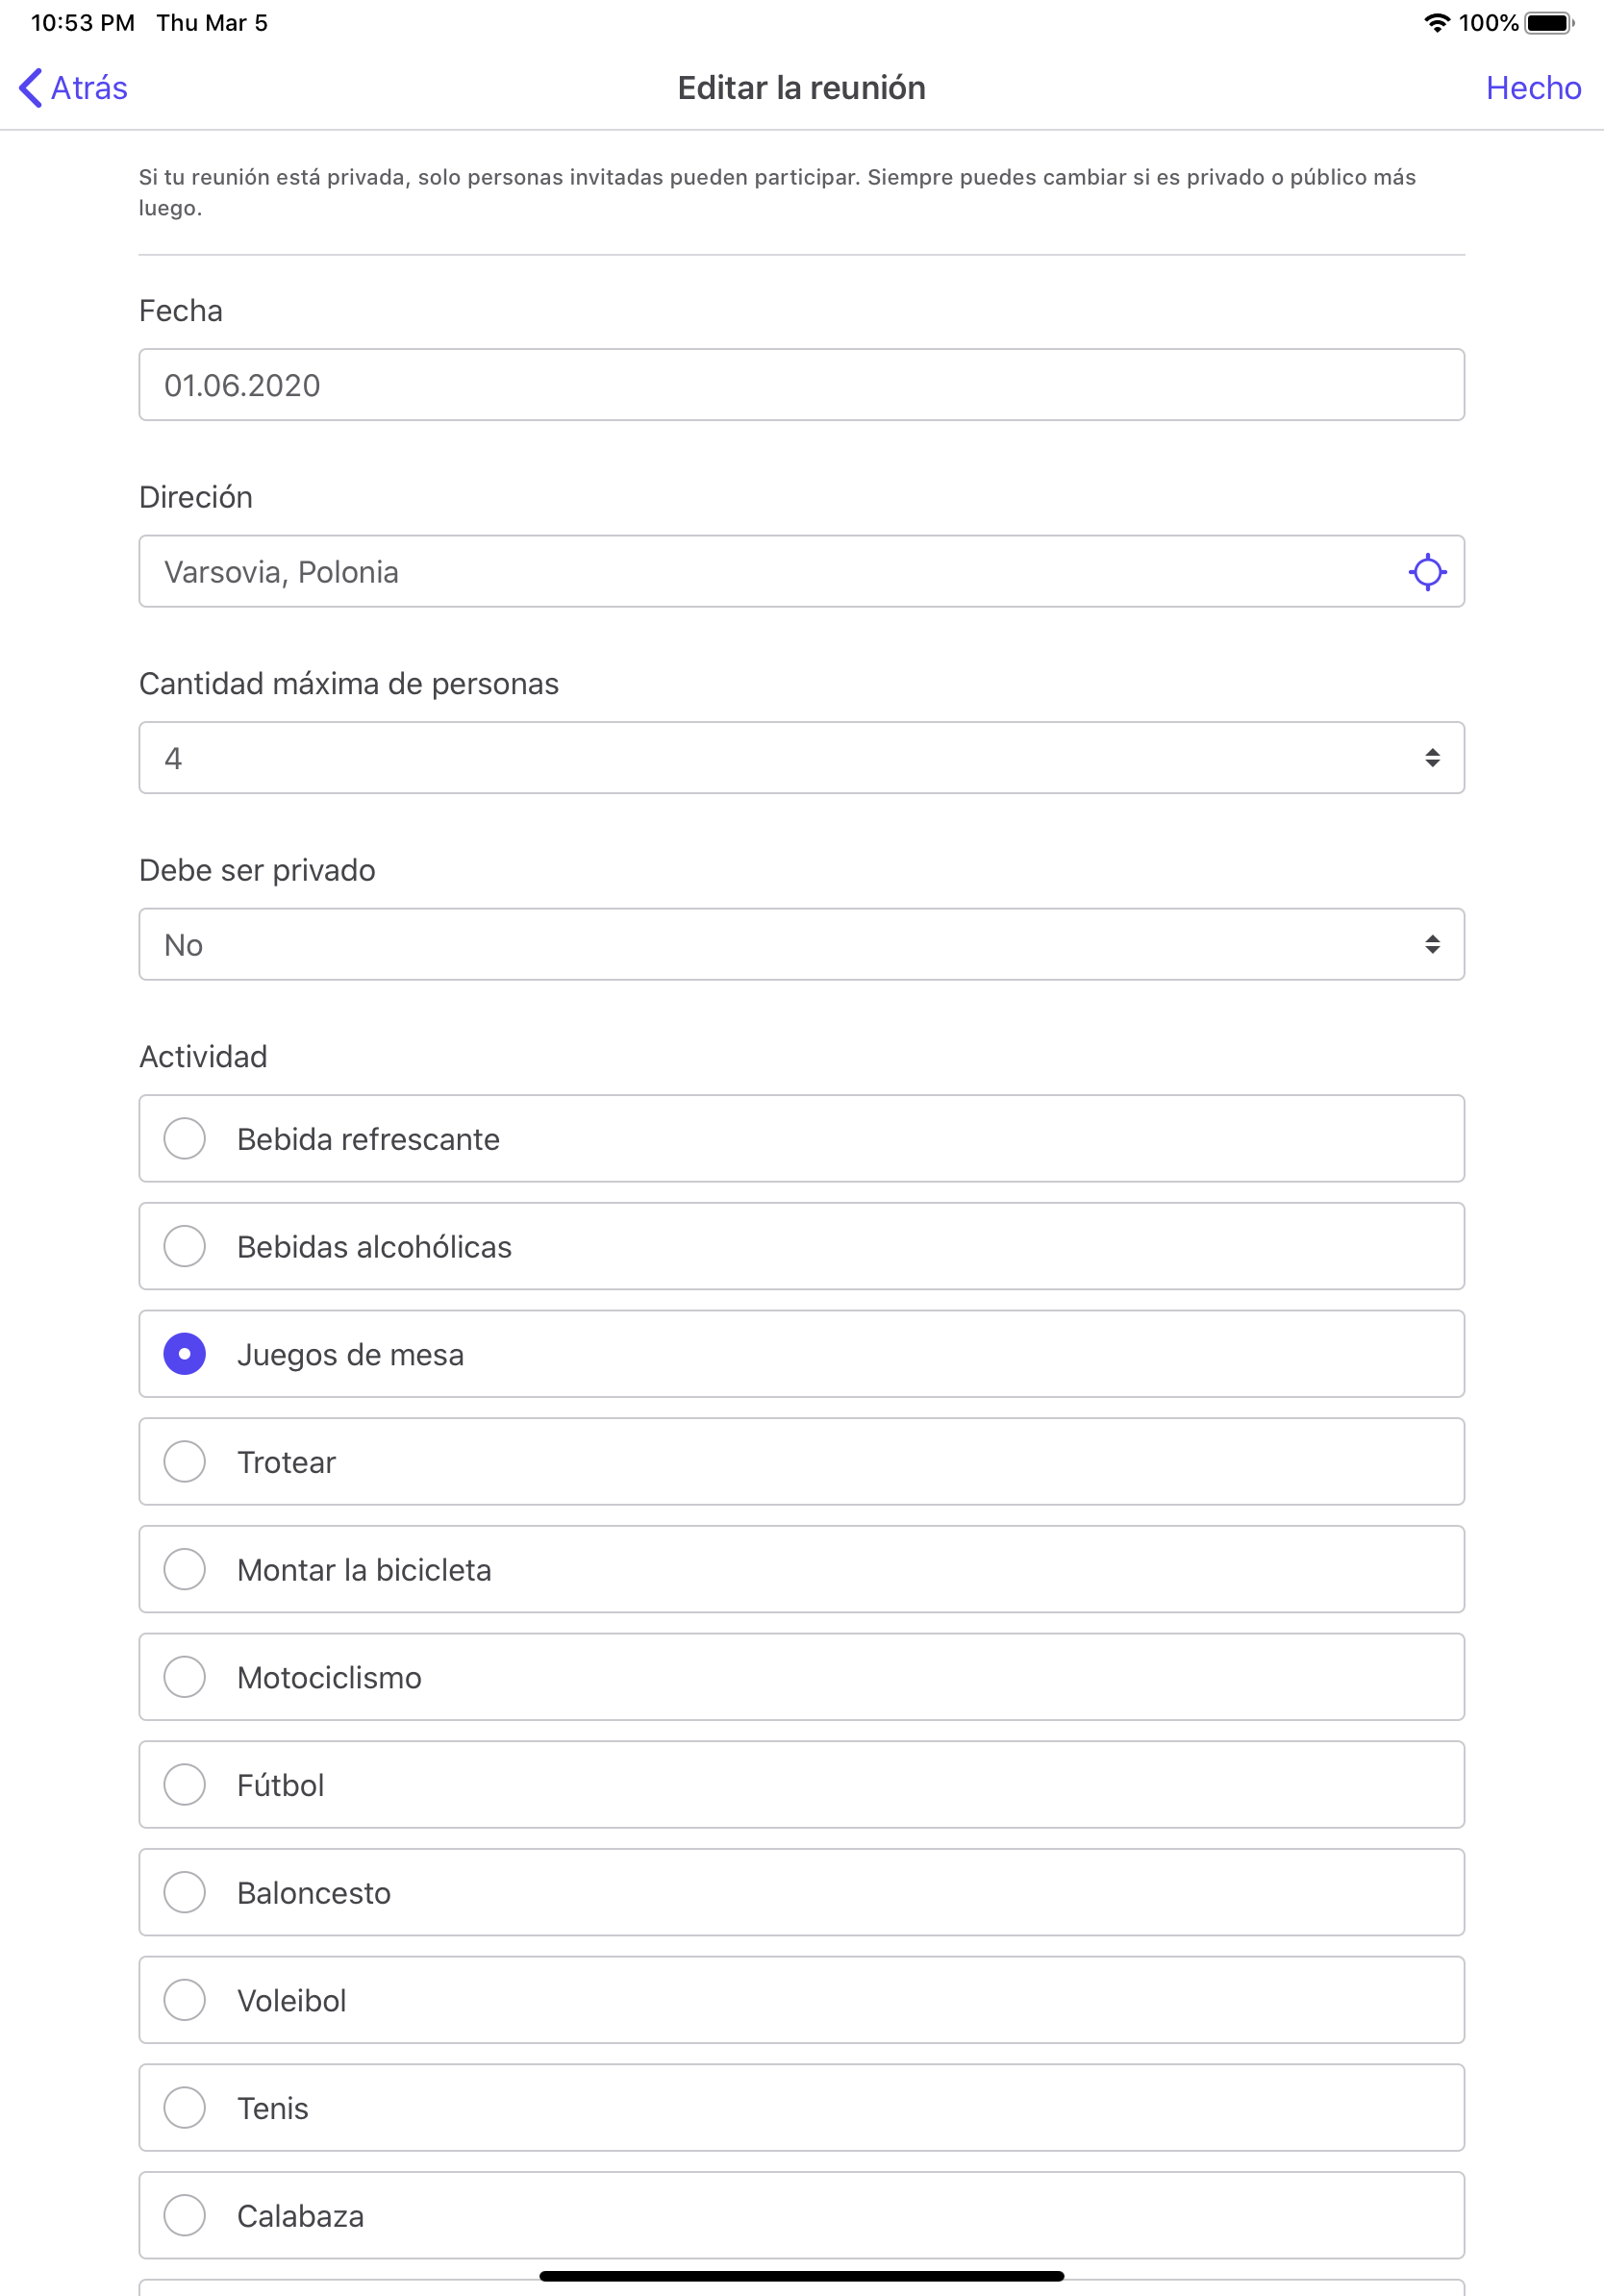 10:53 PM Thu Mar 5
100%
Atrás
Editar la reunión
Hecho
Si tu reunión está privada, solo personas invitadas pueden participar. Siempre puedes cambiar si es privado o público más
luego.
Fecha
01.06.2020
Direción
Varsovia, Polonia
Cantidad máxima de personas
4
Debe ser privado
No
Actividad
Bebida refrescante
Bebidas alcohólicas
Juegos de mesa
Trotear
Montar la bicicleta
Motociclismo
Fútbol
Baloncesto
Voleibol
Tenis
Calabaza